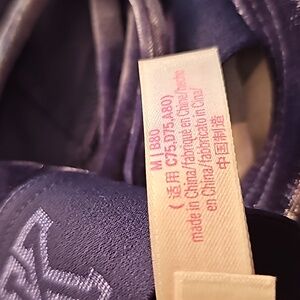 M | B80
( 适用 C75,D75,A80)
made in China/fabriqué en Chine/hecho
en China/fabbricato in Cina/
中国制造